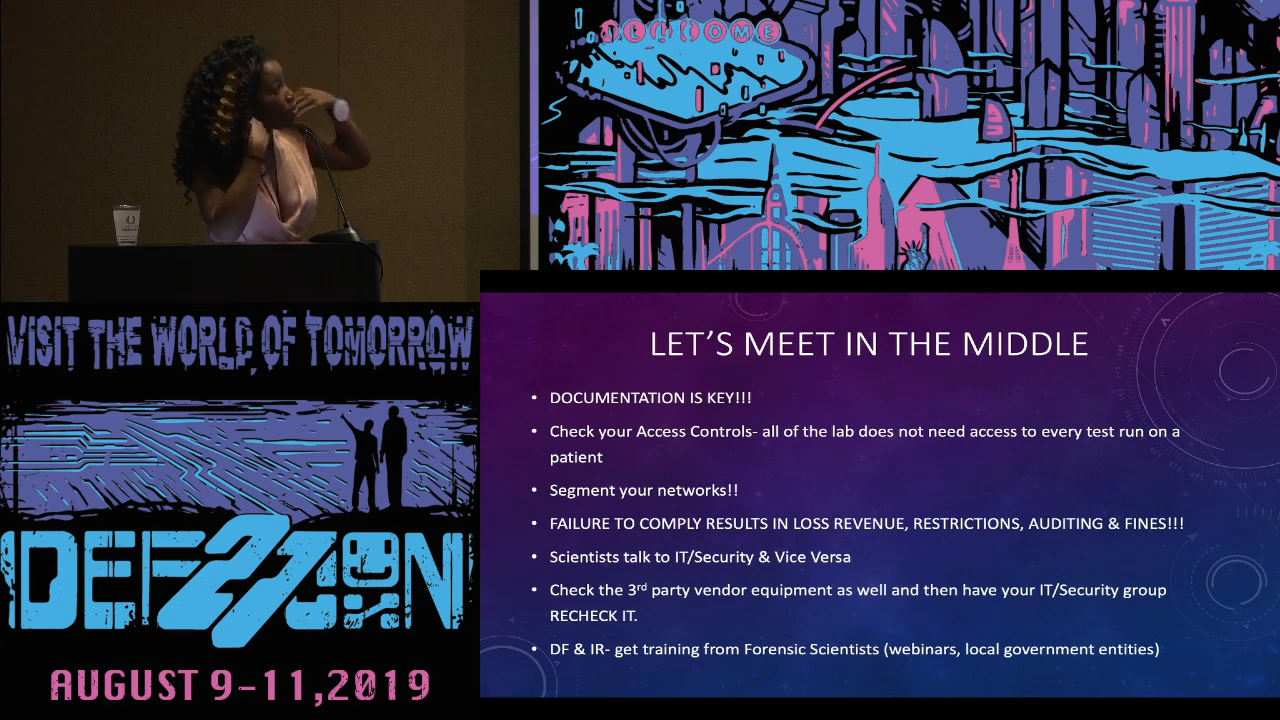 WELCOME
VISIT THE WORLD OF TOMORROW
DEF 27 CON
AUGUST 9-11,2019
LET'S MEET IN THE MIDDLE
• DOCUMENTATION IS KEY!!!
• Check your Access Controls- all of the lab does not need access to every test run on a
patient
• Segment your networks!!
• FAILURE TO COMPLY RESULTS IN LOSS REVENUE, RESTRICTIONS, AUDITING & FINES!!!
• Scientists talk to IT/Security & Vice Versa
• Check the 3rd party vendor equipment as well and then have your IT/Security group
RECHECK IT.
• DF & IR- get training from Forensic Scientists (webinars, local government entities)